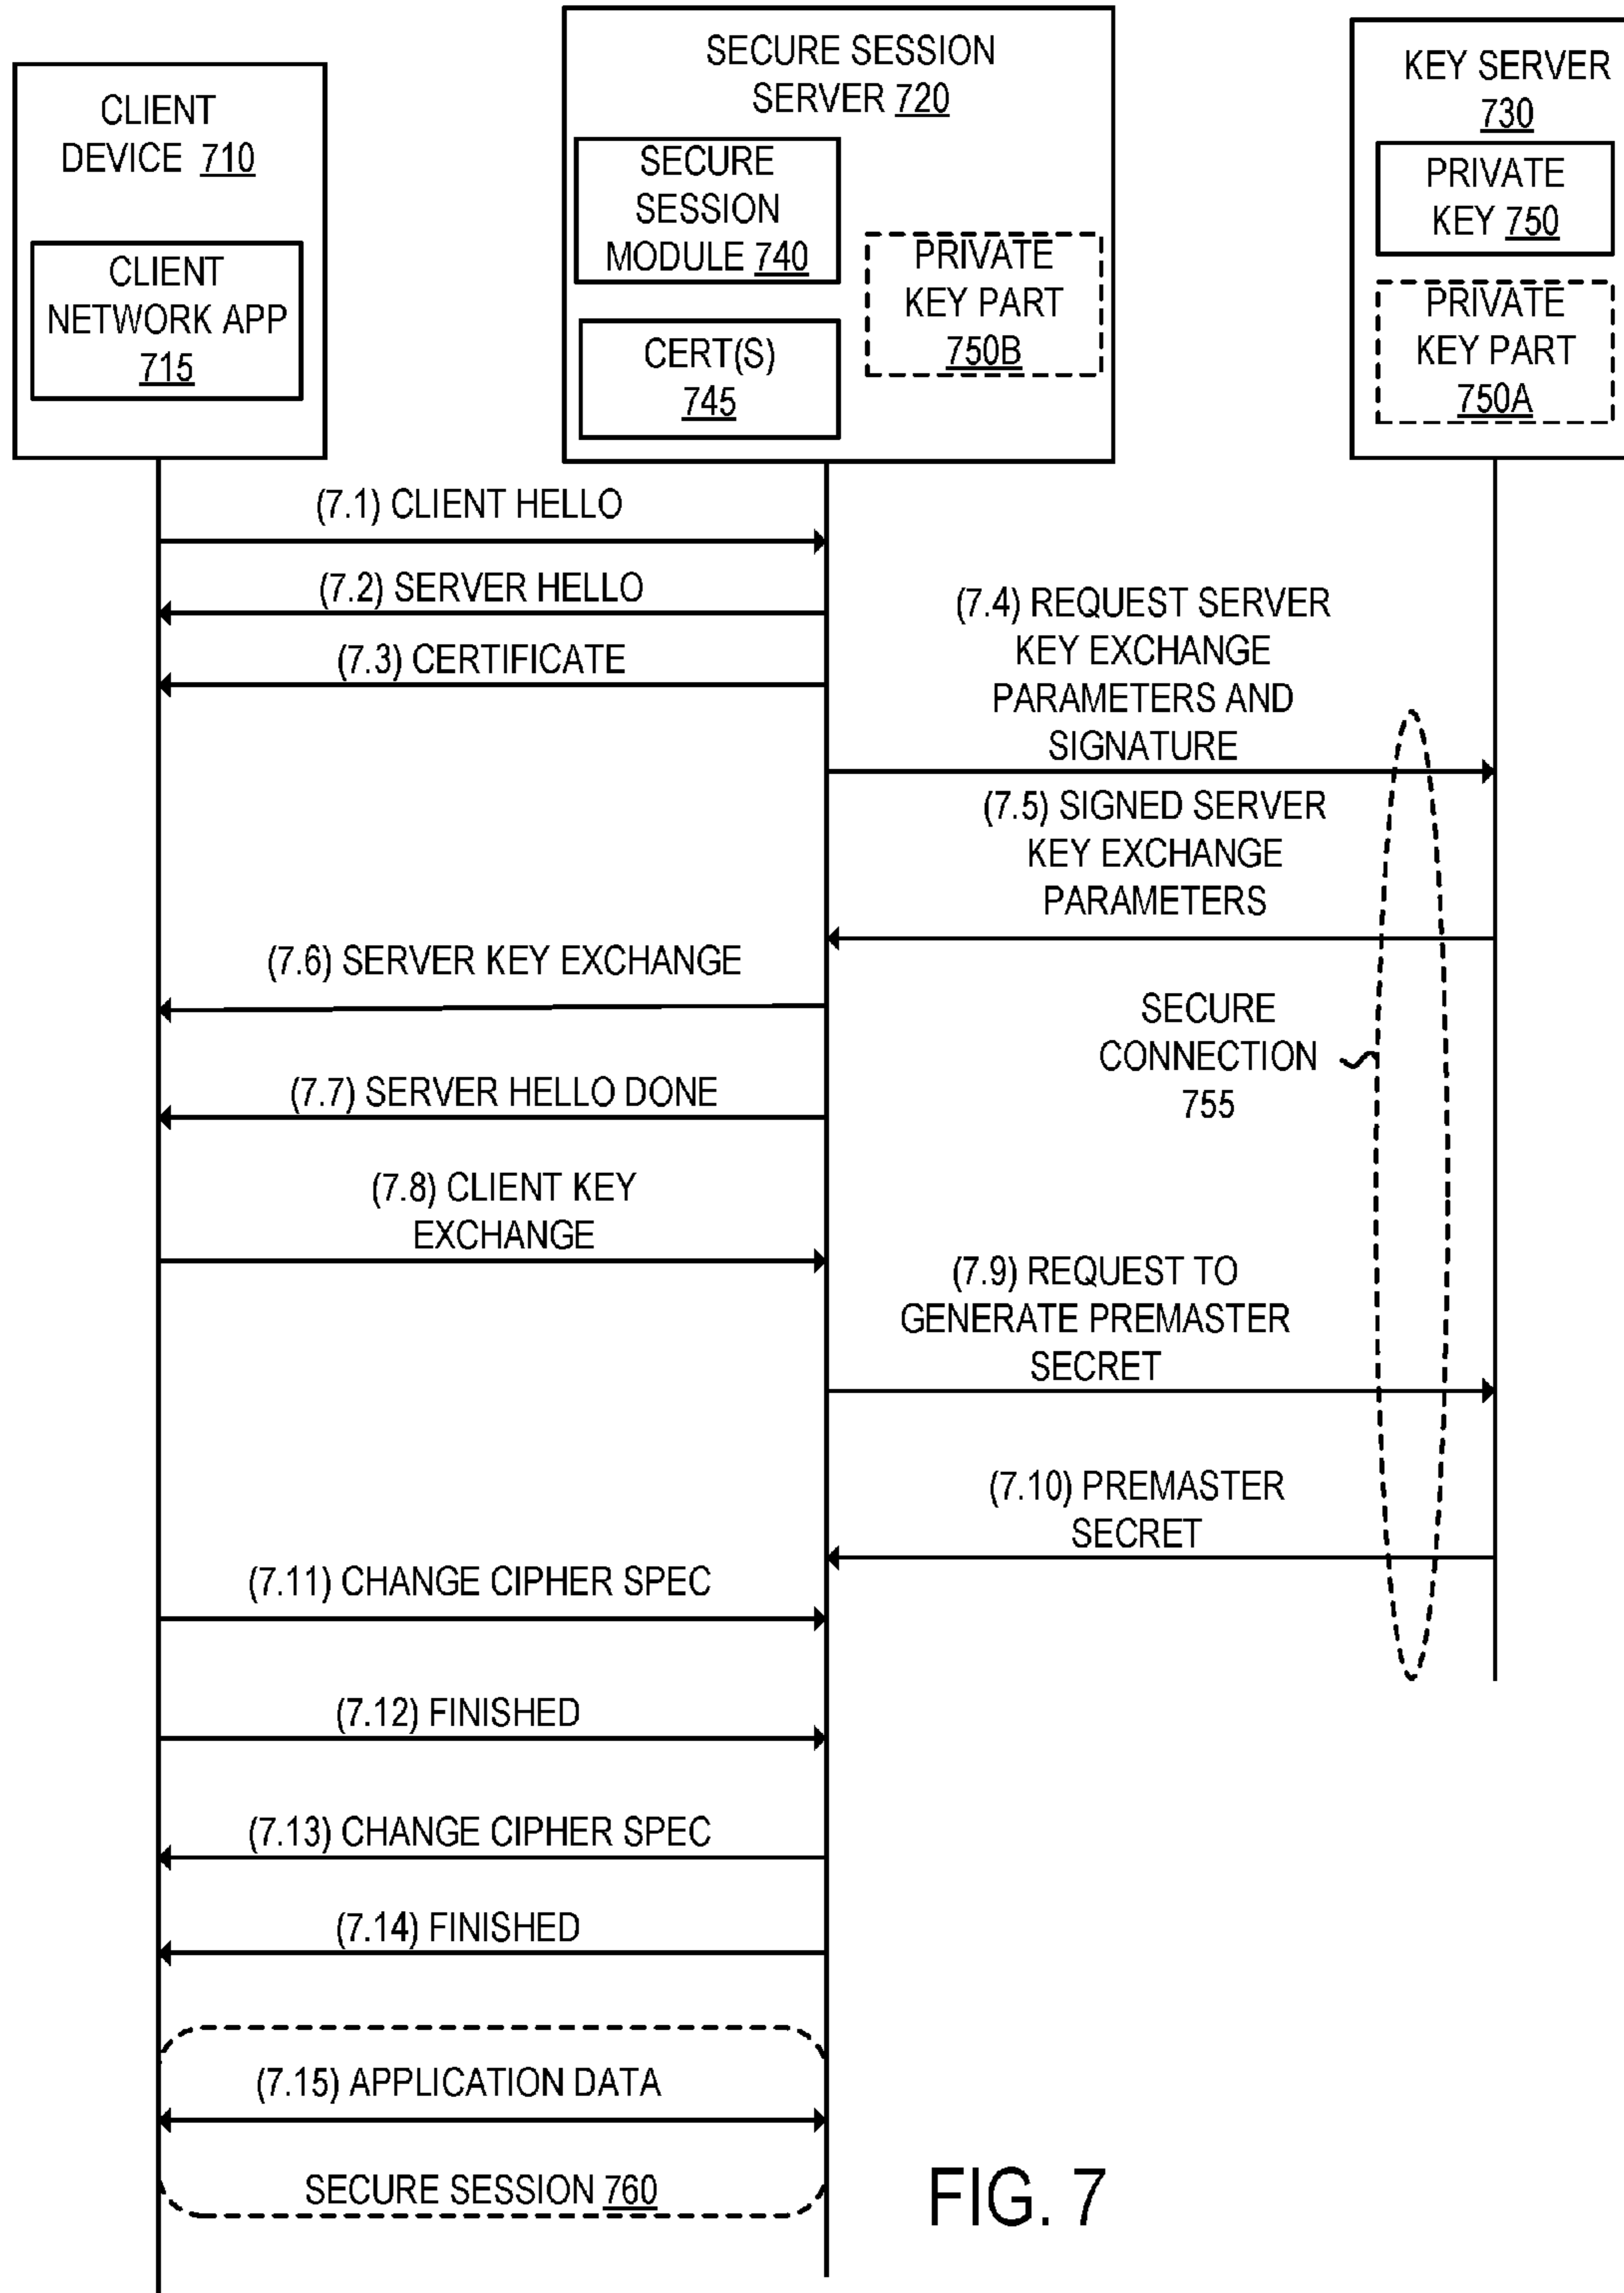 CLIENT
DEVICE 710
CLIENT
NETWORK APP
715
SECURE SESSION
SERVER 720
SECURE
SESSION
MODULE 740
CERT(S)
745
PRIVATE
KEY PART
750B
KEY SERVER
730
PRIVATE
KEY 750
PRIVATE
KEY PART
750A
(7.1) CLIENT HELLO
(7.2) SERVER HELLO
(7.3) CERTIFICATE
(7.4) REQUEST SERVER
KEY EXCHANGE
PARAMETERS AND
SIGNATURE
(7.5) SIGNED SERVER
KEY EXCHANGE
PARAMETERS
(7.6) SERVER KEY EXCHANGE
SECURE
CONNECTION
755
(7.7) SERVER HELLO DONE
(7.8) CLIENT KEY
EXCHANGE
(7.9) REQUEST TO
GENERATE PREMASTER
SECRET
(7.10) PREMASTER
SECRET
(7.11) CHANGE CIPHER SPEC
(7.12) FINISHED
(7.13) CHANGE CIPHER SPEC
(7.14) FINISHED
(7.15) APPLICATION DATA
SECURE SESSION 760
FIG. 7